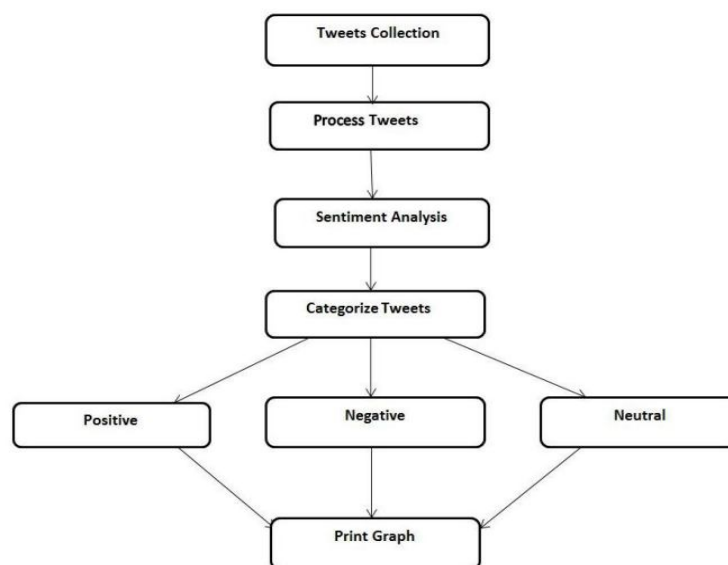 Tweets Collection
Process Tweets
Sentiment Analysis
Categorize Tweets
Positive
Negative
Neutral
Print Graph